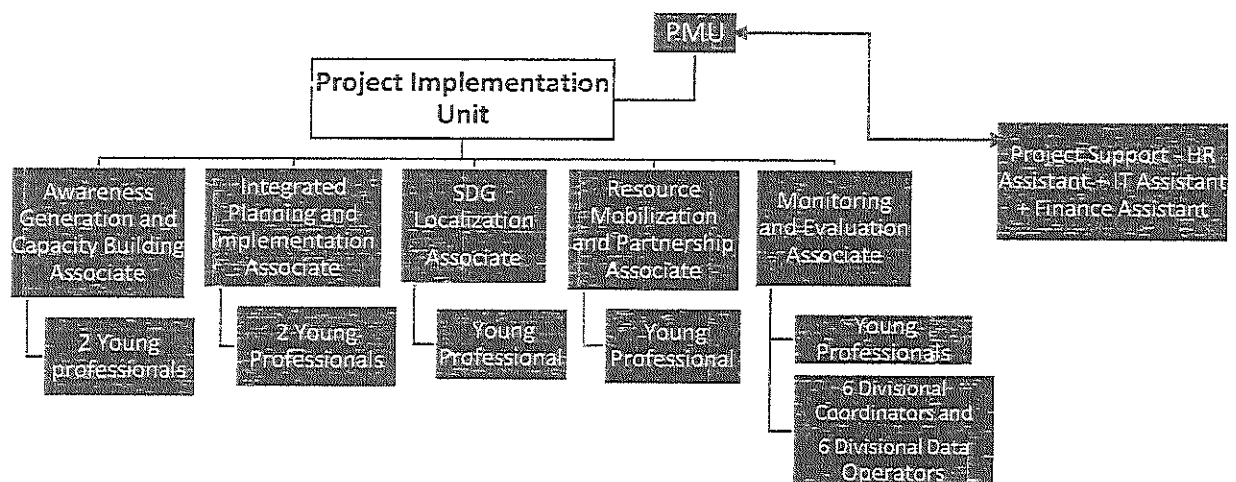 PMU
Project Implementation
Unit
Project Support - HR
Assistant + IT Assistant
+ Finance Assistant
Awareness
Generation and
Capacity Building
Associate
Integrated
Planning and
Implementation
Associate
SDG
Localization
Associate
Resource
Mobilization
and Partnership
Associate
Monitoring
and Evaluation
Associate
2 Young
professionals
2 Young
Professionals
Young
Professional
Young
Professional
Young
Professionals
6 Divisional
Coordinators and
6 Divisional Data
Operators